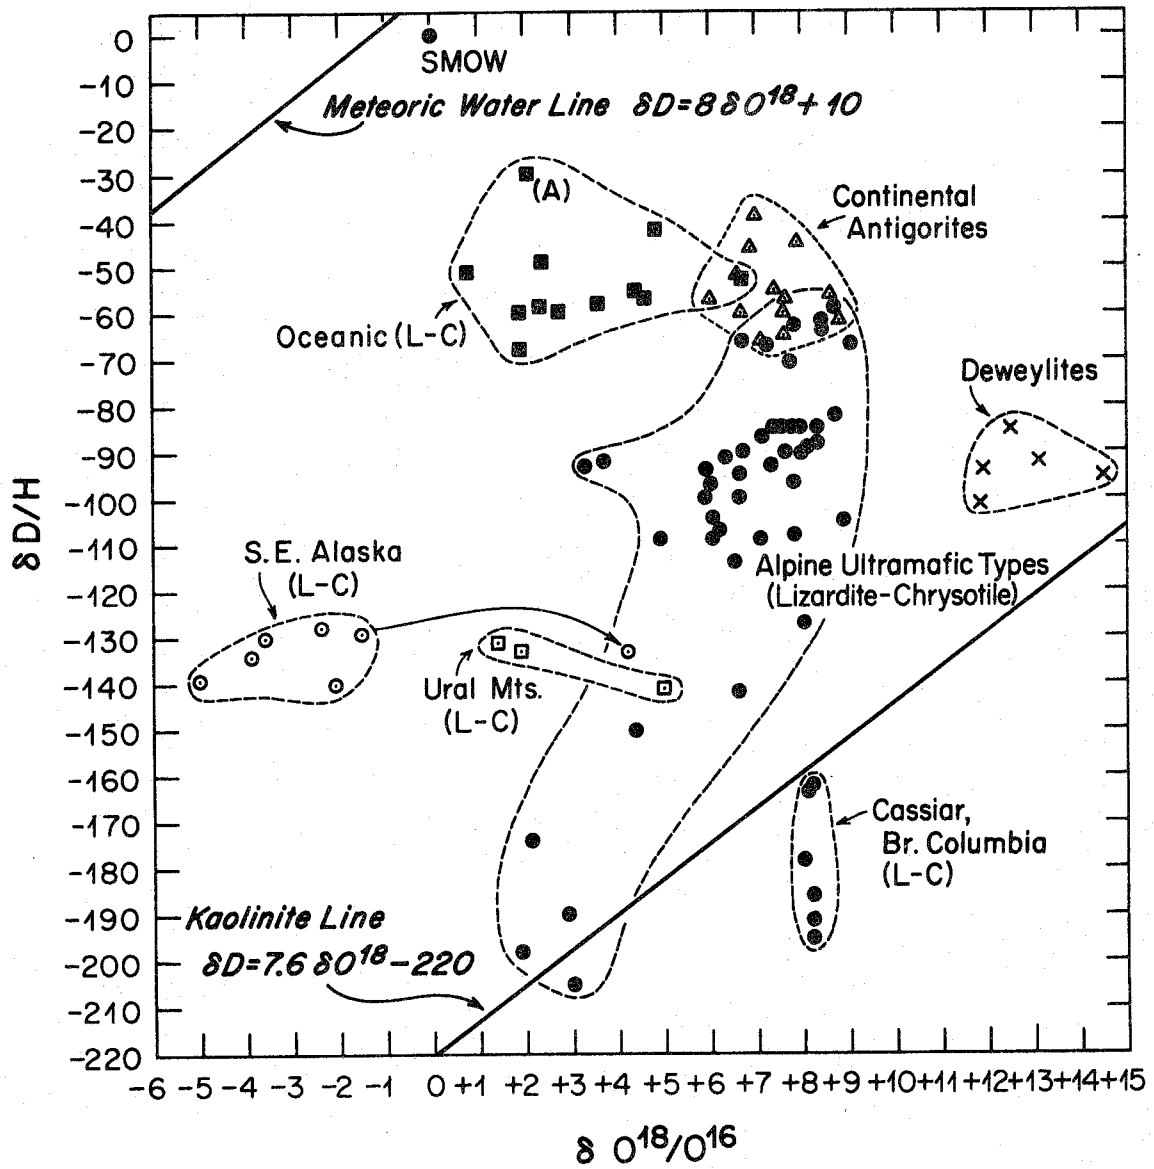 0
SMOW
-10
Meteoric Water Line δD=8δO¹⁸+10
-20
-30
(A)
Continental
Antigorites
-40
-50
-60
Oceanic (L-C)
-70
Deweylites
-80
-90
-100
δ D/H
-110
S.E. Alaska
(L-C)
Alpine Ultramafic Types
(Lizardite-Chrysotile)
-120
-130
-140
Ural Mts.
(L-C)
-150
-160
Cassiar,
Br. Columbia
(L-C)
-170
-180
-190
Kaolinite Line
δD=7.6 δO¹⁸-220
-200
-210
-220
-6 -5 -4 -3 -2 -1 0 +1 +2 +3 +4 +5 +6 +7 +8 +9 +10 +11 +12 +13 +14 +15
δ O¹⁸/O¹⁶